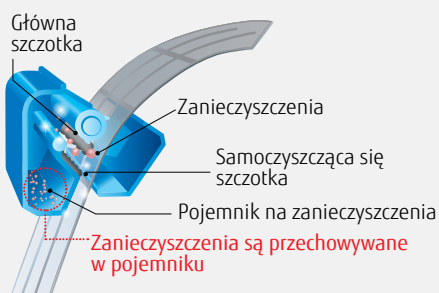 Główna
szczotka
Zanieczyszczenia
Samoczyszcząca się
szczotka
Pojemnik na zanieczyszczenia
Zanieczyszczenia są przechowywane
w pojemniku